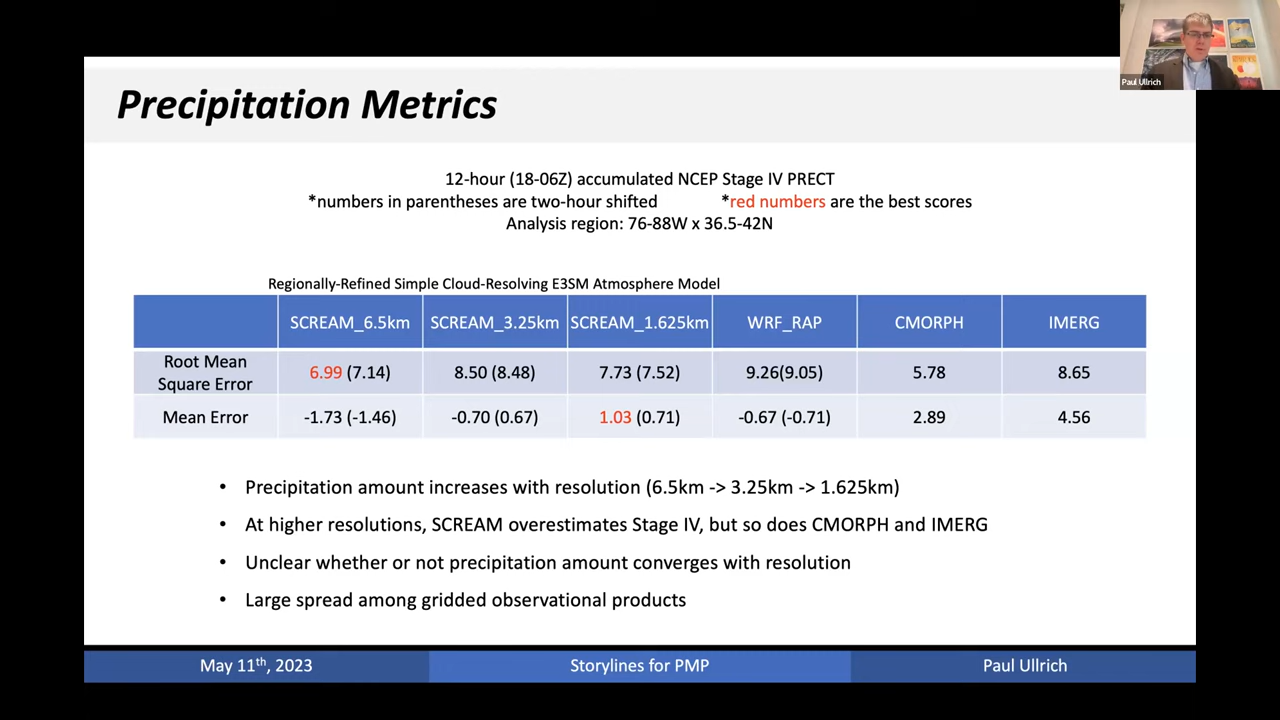 Paul Ullrich
Precipitation Metrics
12-hour (18-06Z) accumulated NCEP Stage IV PRECT
*numbers in parentheses are two-hour shifted *red numbers are the best scores
Analysis region: 76-88W x 36.5-42N
Regionally-Refined Simple Cloud-Resolving E3SM Atmosphere Model
SCREAM_6.5km SCREAM_3.25km SCREAM_1.625km WRF_RAP CMORPH IMERG
Root Mean
Square Error 6.99 (7.14) 8.50 (8.48) 7.73 (7.52) 9.26(9.05) 5.78 8.65
Mean Error -1.73 (-1.46) -0.70 (0.67) 1.03 (0.71) -0.67 (-0.71) 2.89 4.56
• Precipitation amount increases with resolution (6.5km -> 3.25km -> 1.625km)
• At higher resolutions, SCREAM overestimates Stage IV, but so does CMORPH and IMERG
• Unclear whether or not precipitation amount converges with resolution
• Large spread among gridded observational products
May 11th, 2023 Storylines for PMP Paul Ullrich